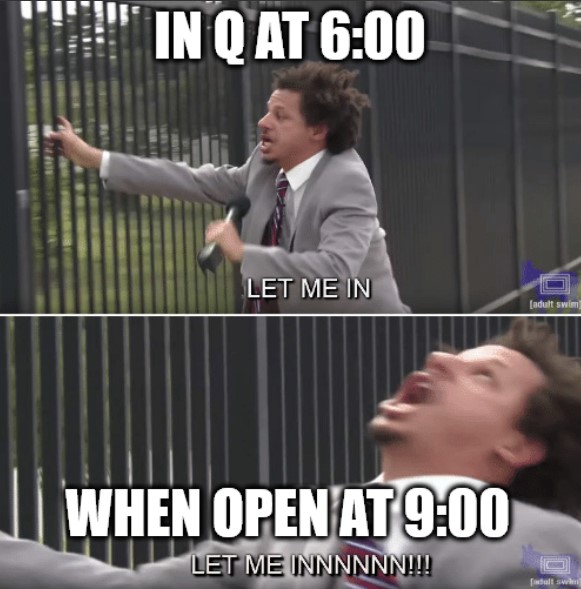 IN Q AT 6:00
LET ME IN
[adult swim]
WHEN OPEN AT 9:00
LET ME INNNNNN!!!
[adult swim]